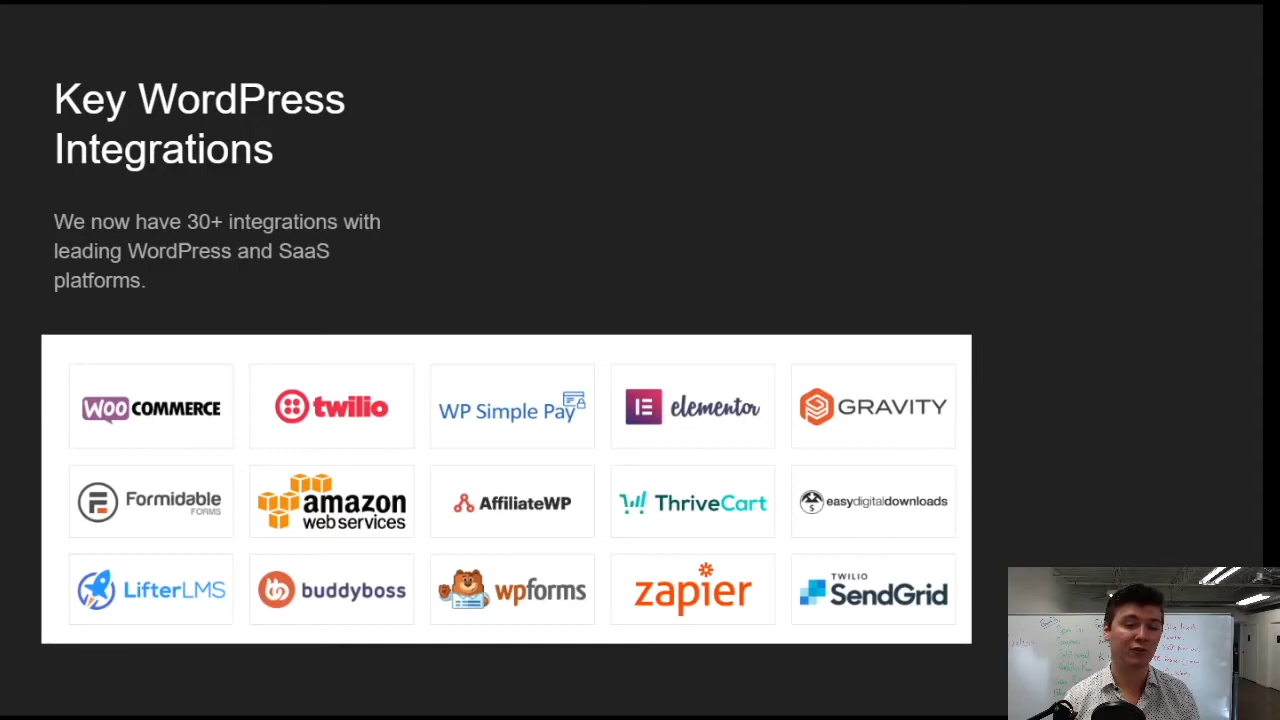 Key WordPress
Integrations
We now have 30+ integrations with
leading WordPress and SaaS
platforms.
WOO COMMERCE
twilio
WP Simple Pay
elementor
GRAVITY
Formidable
FORMS
amazon
web services
AffiliateWP
ThriveCart
easydigitaldownloads
LifterLMS
buddyboss
wpforms
zapier
TWILIO
SendGrid